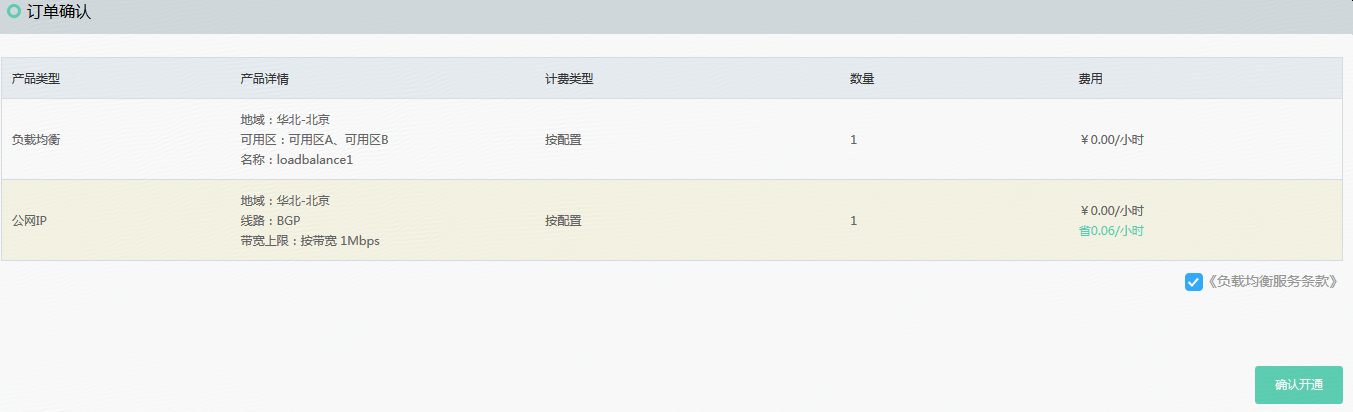 订单确认
产品类型 产品详情 计费类型 数量 费用
地域：华北-北京
负载均衡 可用区：可用区A、可用区B 按配置 1 ￥0.00/小时
名称：loadbalance1
地域：华北-北京
￥0.00/小时
公网IP 线路：BGP 按配置 1
省0.06/小时
带宽上限：按带宽 1Mbps
《负载均衡服务条款》
确认开通